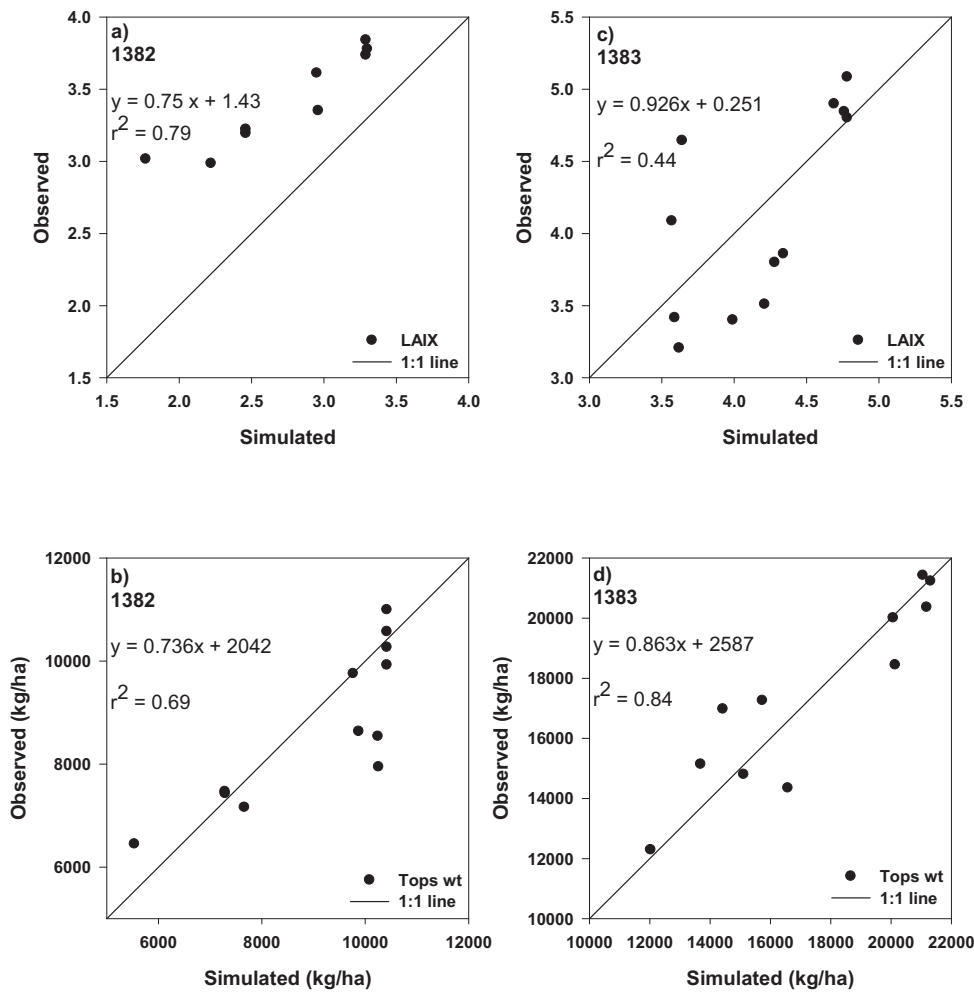 a)
1382
y = 0.75 x + 1.43
r2 = 0.79
4.0
3.5
3.0
2.5
2.0
1.5
Observed
LAIX
1:1 line
1.5 2.0 2.5 3.0 3.5 4.0
Simulated
c)
1383
y = 0.926x + 0.251
r2 = 0.44
5.5
5.0
4.5
4.0
3.5
3.0
Observed
LAIX
1:1 line
3.0 3.5 4.0 4.5 5.0 5.5
Simulated
b)
1382
y = 0.736x + 2042
r2 = 0.69
12000
10000
8000
6000
Observed (kg/ha)
Tops wt
1:1 line
6000 8000 10000 12000
Simulated (kg/ha)
d)
1383
y = 0.863x + 2587
r2 = 0.84
22000
20000
18000
16000
14000
12000
10000
Observed (kg/ha)
Tops wt
1:1 line
10000 12000 14000 16000 18000 20000 22000
Simulated (kg/ha)